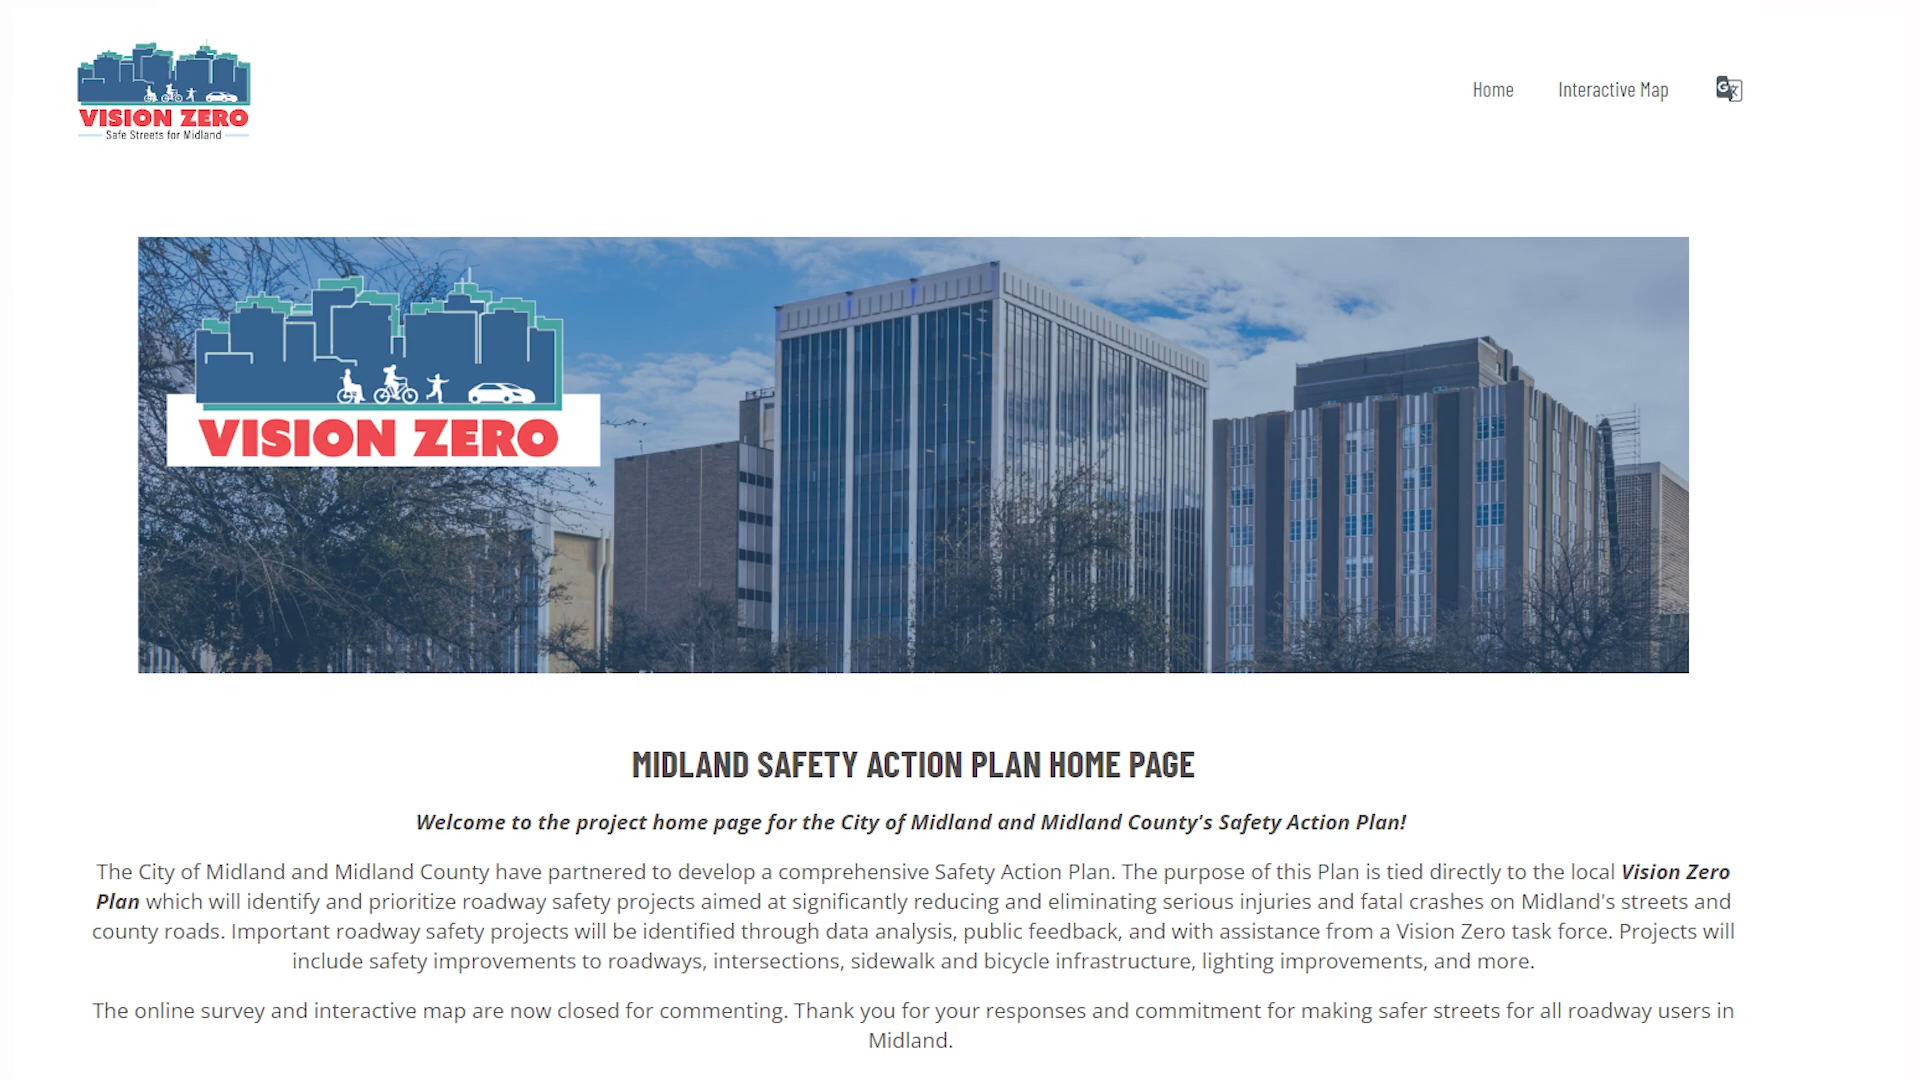 VISION ZERO
Safe Streets for Midland
Home
Interactive Map
G
VISION ZERO
MIDLAND SAFETY ACTION PLAN HOME PAGE
Welcome to the project home page for the City of Midland and Midland County's Safety Action Plan!
The City of Midland and Midland County have partnered to develop a comprehensive Safety Action Plan. The purpose of this Plan is tied directly to the local Vision Zero
Plan which will identify and prioritize roadway safety projects aimed at significantly reducing and eliminating serious injuries and fatal crashes on Midland's streets and
county roads. Important roadway safety projects will be identified through data analysis, public feedback, and with assistance from a Vision Zero task force. Projects will
include safety improvements to roadways, intersections, sidewalk and bicycle infrastructure, lighting improvements, and more.
The online survey and interactive map are now closed for commenting. Thank you for your responses and commitment for making safer streets for all roadway users in
Midland.